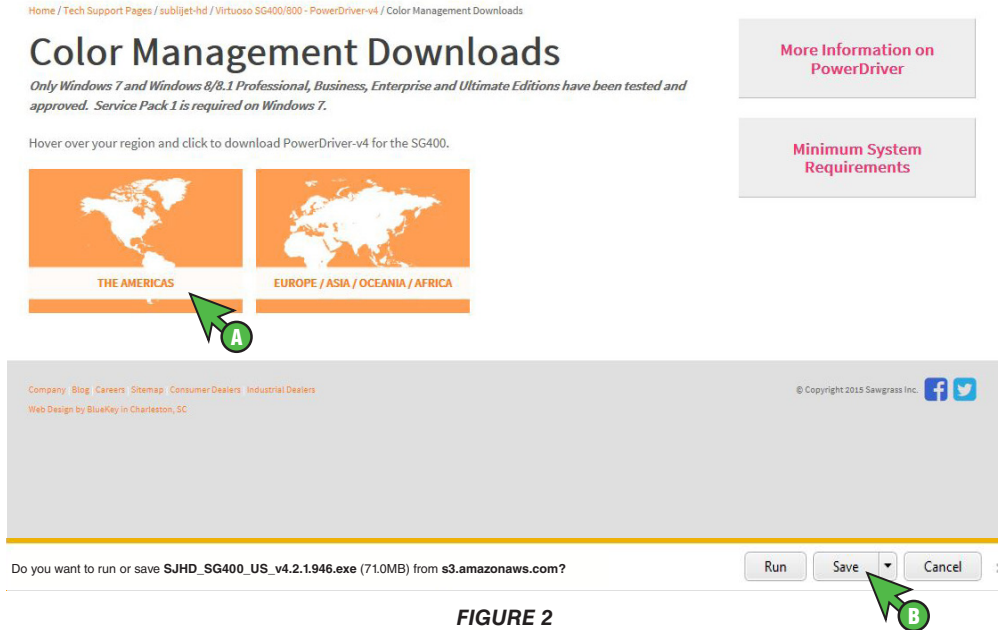 Home / Tech Support Pages / sublijet-hd / Virtuoso SG400/800 - PowerDriver-v4 / Color Management Downloads
Color Management Downloads
Only Windows 7 and Windows 8/8.1 Professional, Business, Enterprise and Ultimate Editions have been tested and
approved. Service Pack 1 is required on Windows 7.
Hover over your region and click to download PowerDriver-v4 for the SG400.
THE AMERICAS
EUROPE / ASIA / OCEANIA / AFRICA
A
More Information on
PowerDriver
Minimum System
Requirements
Company Blog Careers Sitemap Consumer Dealers Industrial Dealers
Web Design by BlueKey in Charleston, SC
© Copyright 2015 Sawgrass Inc.
Do you want to run or save SJHD_SG400_US_v4.2.1.946.exe (71.0MB) from s3.amazonaws.com?
Run Save Cancel
B
FIGURE 2